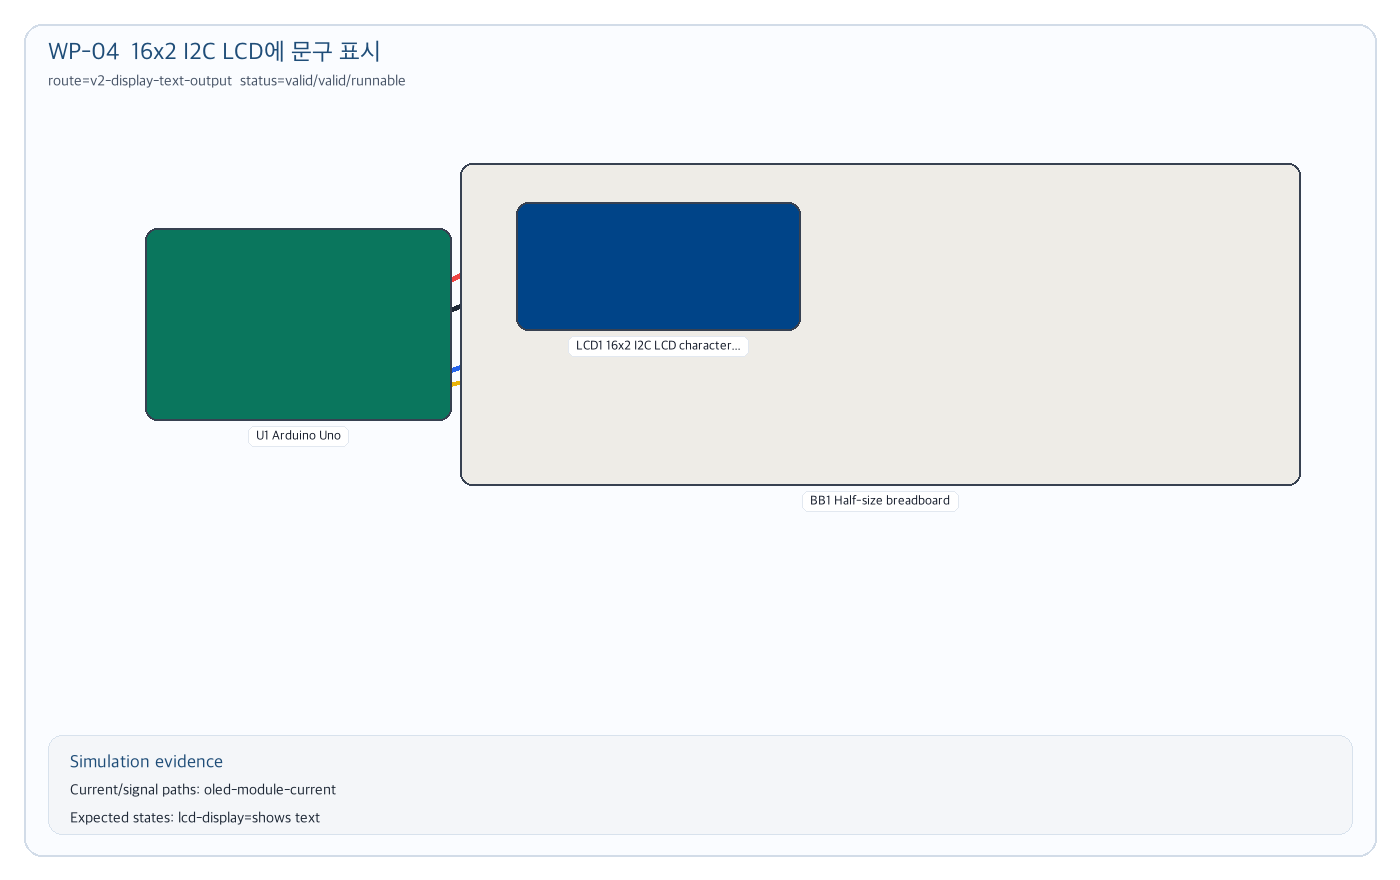 WP-04 16x2 I2C LCD에 문구 표시
route=v2-display-text-output status=valid/valid/runnable
LCD1 16x2 I2C LCD character...
U1 Arduino Uno
BB1 Half-size breadboard
Simulation evidence
Current/signal paths: oled-module-current
Expected states: lcd-display=shows text